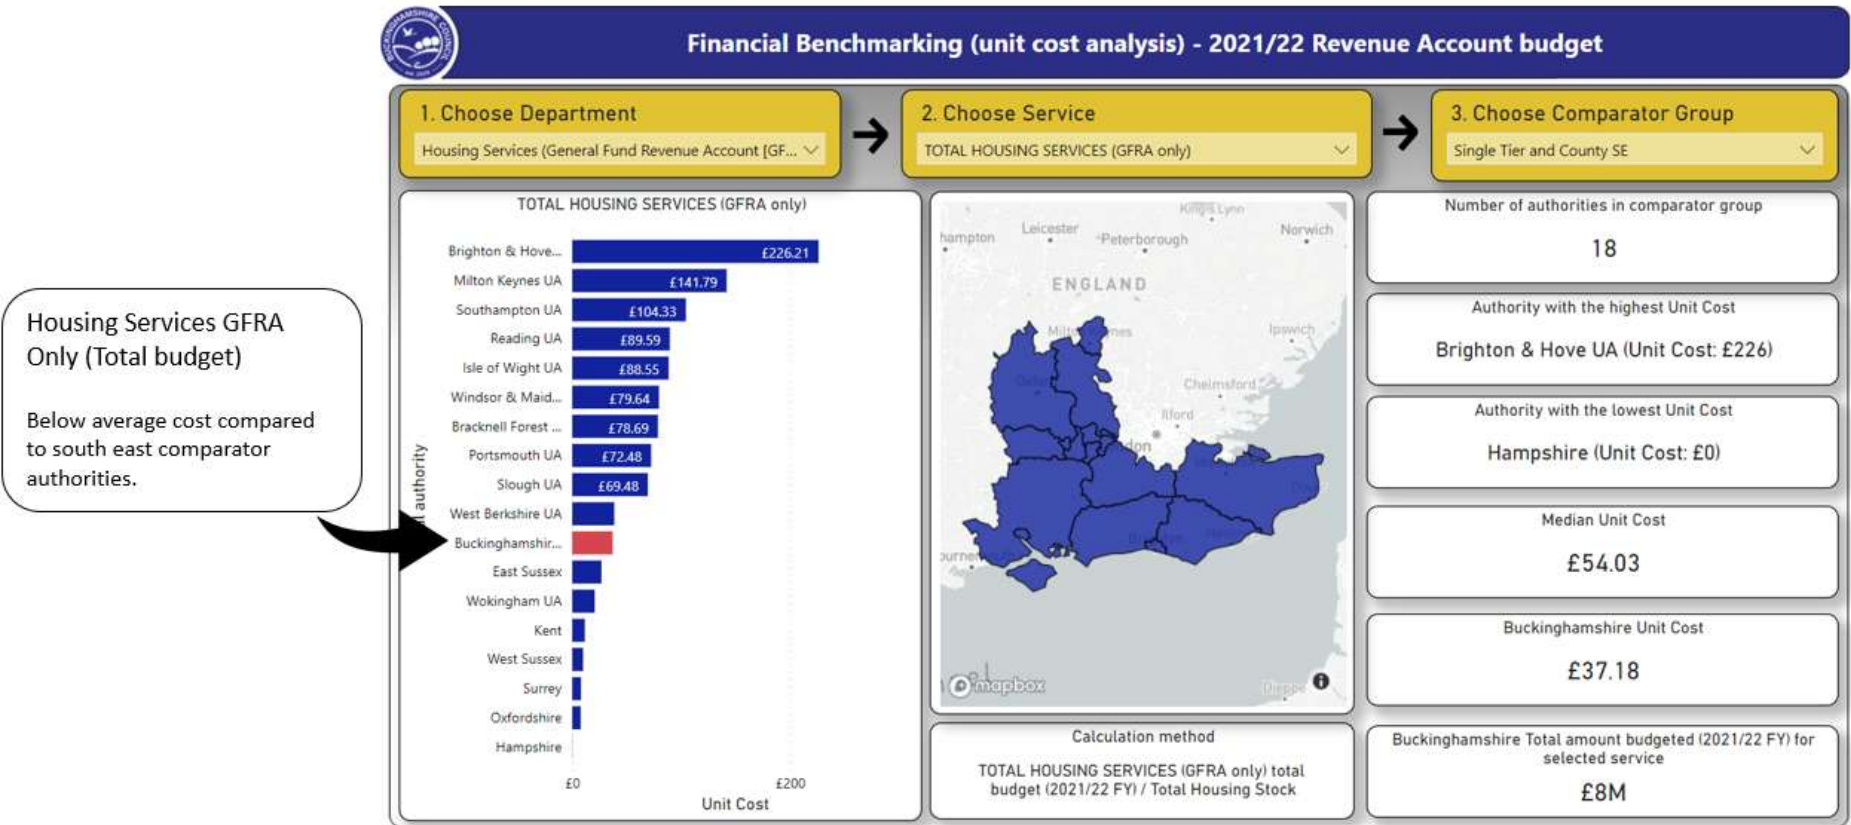 BUCKINGHAMSHIRE COUNCIL
Financial Benchmarking (unit cost analysis) - 2021/22 Revenue Account budget
1. Choose Department
Housing Services (General Fund Revenue Account [GF...
2. Choose Service
TOTAL HOUSING SERVICES (GFRA only)
3. Choose Comparator Group
Single Tier and County SE
Housing Services GFRA
Only (Total budget)
Below average cost compared
to south east comparator
authorities.
TOTAL HOUSING SERVICES (GFRA only)
authority
Brighton & Hove... £226.21
Milton Keynes UA £141.79
Southampton UA £104.33
Reading UA £89.59
Isle of Wight UA £88.55
Windsor & Maid... £79.64
Bracknell Forest ... £78.69
Portsmouth UA £72.48
Slough UA £69.48
West Berkshire UA
Buckinghamshir...
East Sussex
Wokingham UA
Kent
West Sussex
Surrey
Oxfordshire
Hampshire
£0 £200
Unit Cost
King's Lynn
hampton
Leicester
Peterborough
Norwich
ENGLAND
Ipswich
Chelmsford
Ilford
don
mapbox
Dieppe
Calculation method
TOTAL HOUSING SERVICES (GFRA only) total
budget (2021/22 FY) / Total Housing Stock
Number of authorities in comparator group
18
Authority with the highest Unit Cost
Brighton & Hove UA (Unit Cost: £226)
Authority with the lowest Unit Cost
Hampshire (Unit Cost: £0)
Median Unit Cost
£54.03
Buckinghamshire Unit Cost
£37.18
Buckinghamshire Total amount budgeted (2021/22 FY) for
selected service
£8M